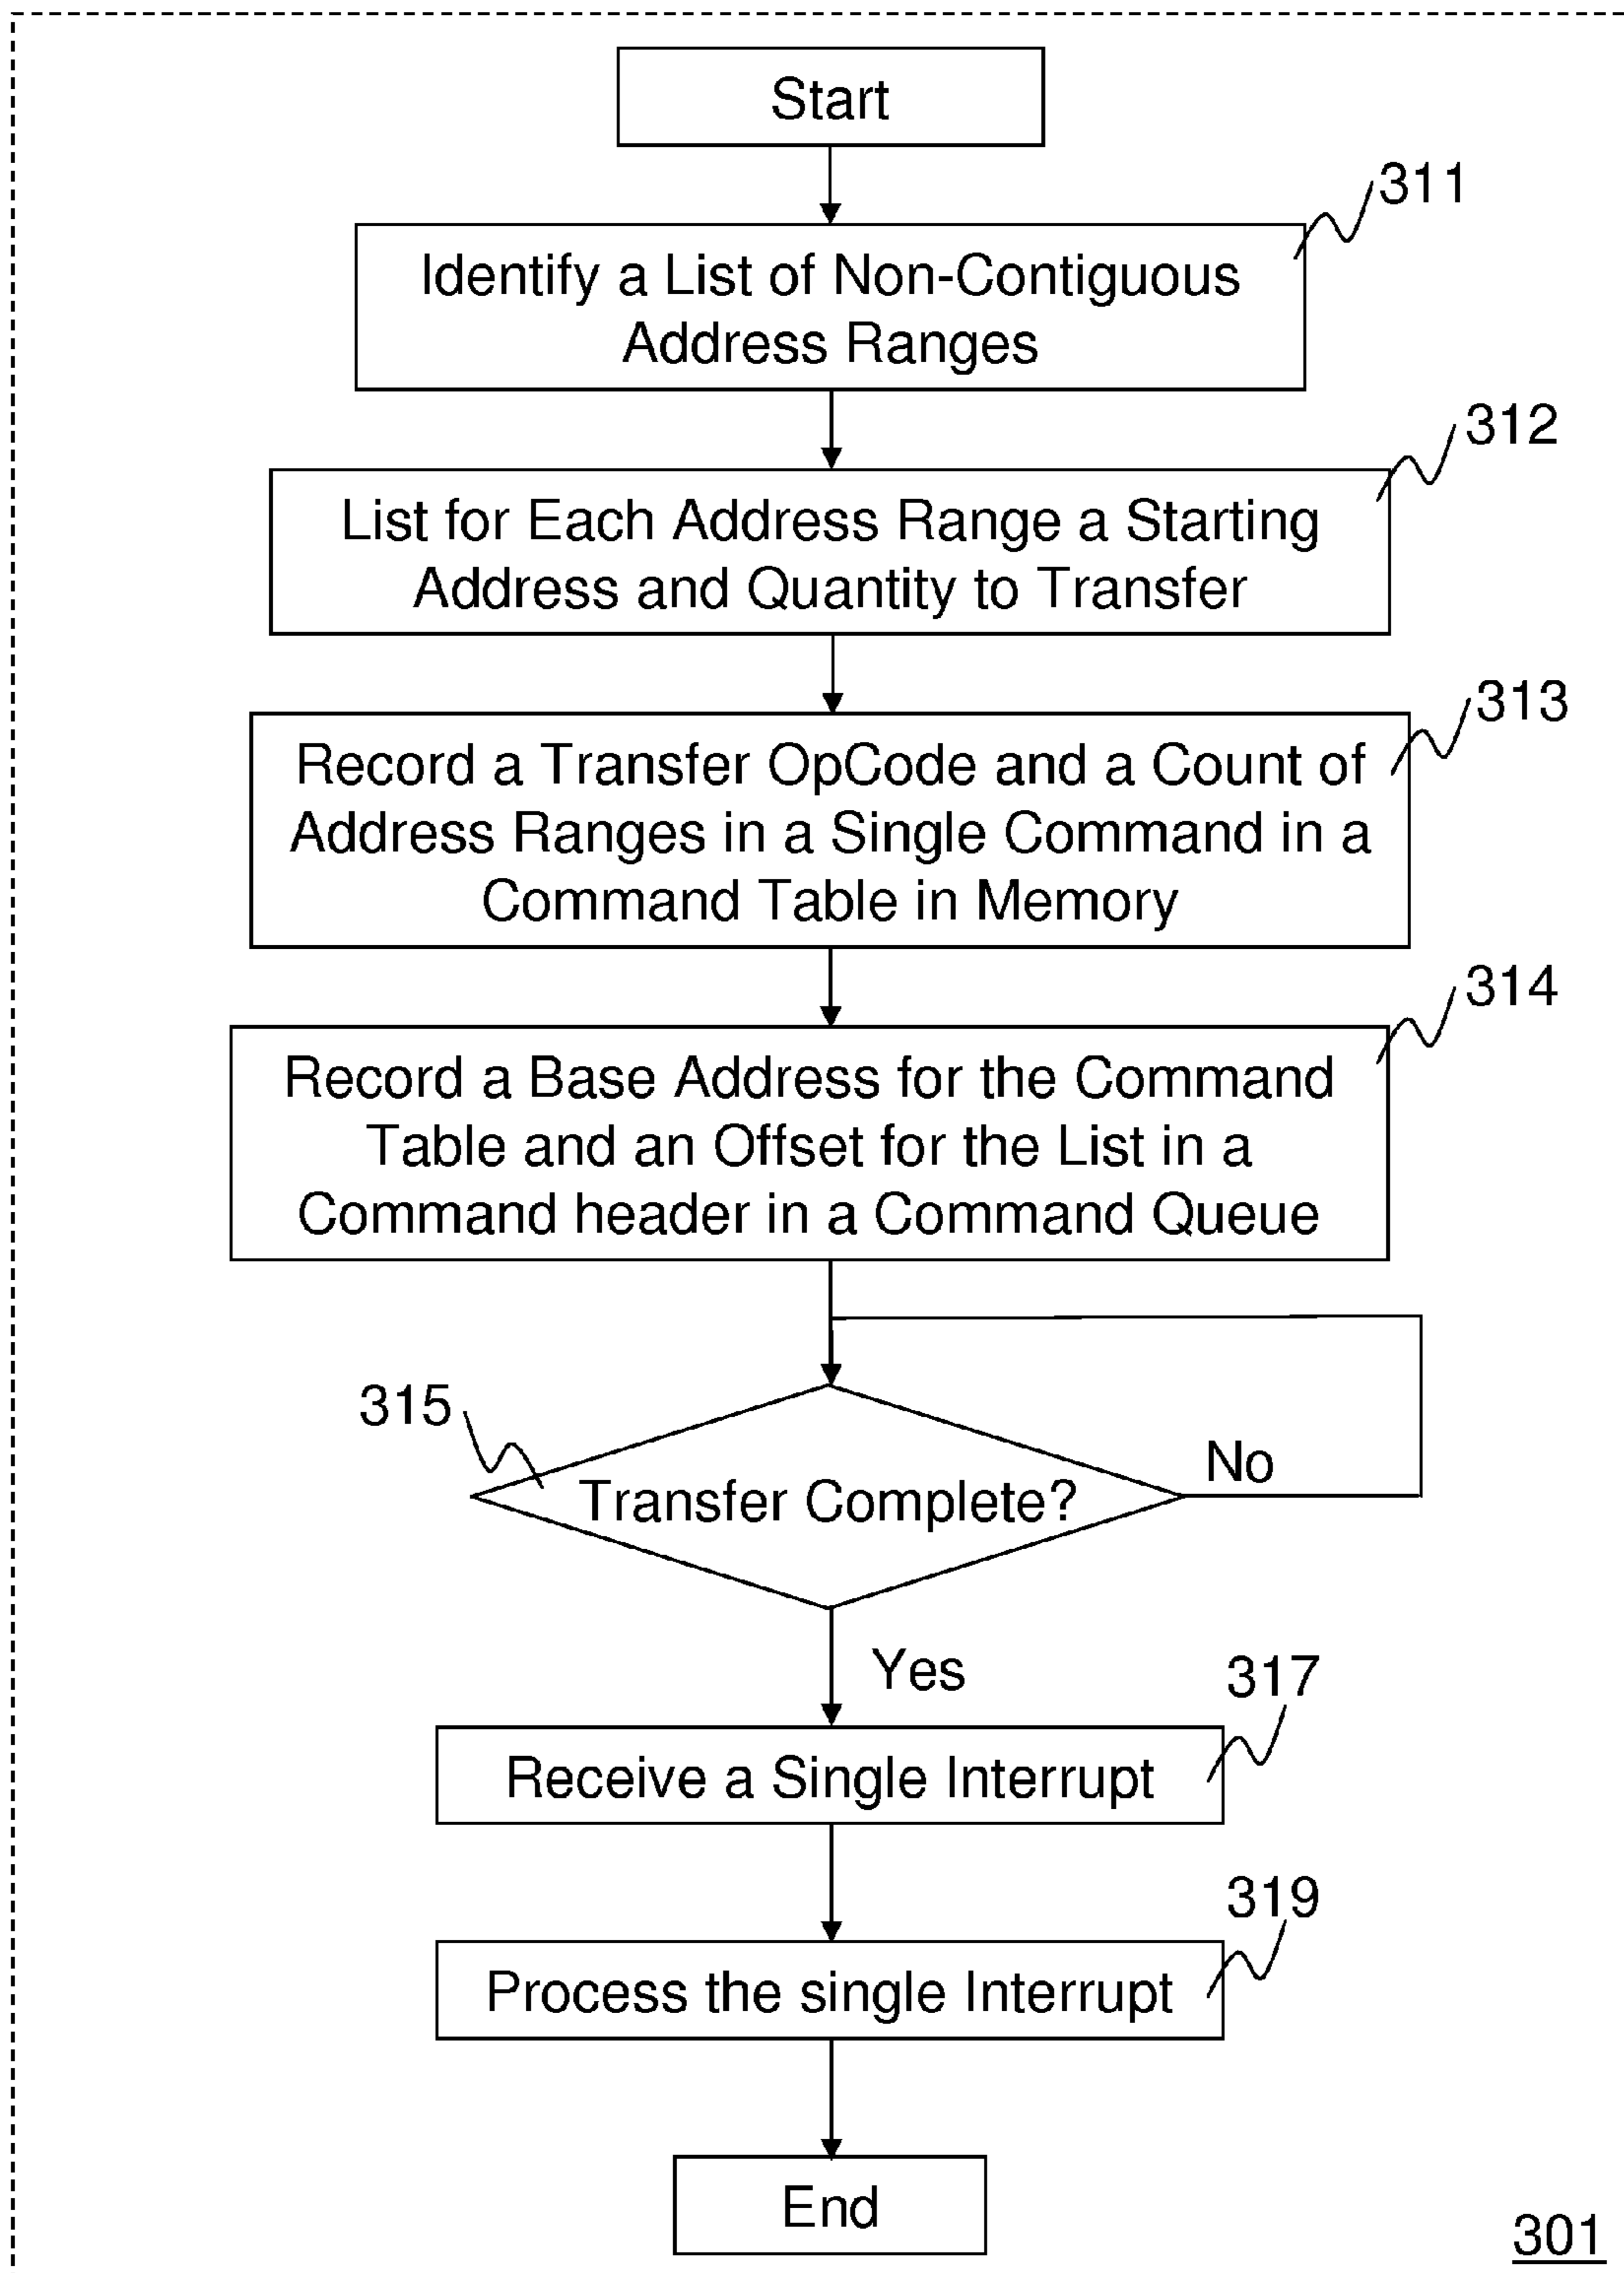 Start
311
Identify a List of Non-Contiguous
Address Ranges
312
List for Each Address Range a Starting
Address and Quantity to Transfer
313
Record a Transfer OpCode and a Count of
Address Ranges in a Single Command in a
Command Table in Memory
314
Record a Base Address for the Command
Table and an Offset for the List in a
Command header in a Command Queue
315
No
Transfer Complete?
Yes
317
Receive a Single Interrupt
319
Process the single Interrupt
End
301